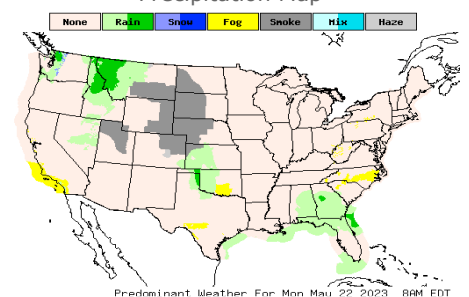 Precipitation Map
None Rain Snow Fog Smoke Mix Haze
Predominant Weather For Mon May 22 2023 8AM EDT